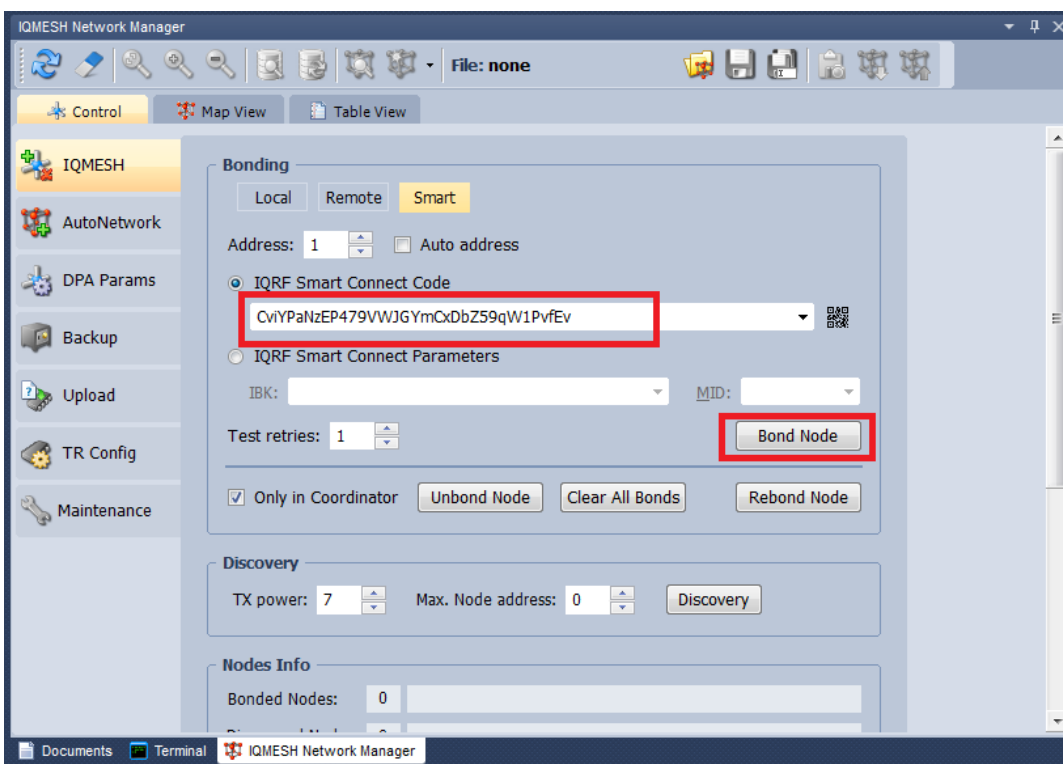 IQMESH Network Manager
File: none
Control Map View Table View
IQMESH
AutoNetwork
DPA Params
Backup
Upload
TR Config
Maintenance
Bonding
Local Remote Smart
Address: 1 Auto address
IQRF Smart Connect Code
CviYPaNzEP479VWJGYmCxDbZ59qW1PvfEv
IQRF Smart Connect Parameters
IBK: MID:
Test retries: 1 Bond Node
Only in Coordinator Unbond Node Clear All Bonds Rebond Node
Discovery
TX power: 7 Max. Node address: 0 Discovery
Nodes Info
Bonded Nodes: 0
Documents Terminal IQMESH Network Manager